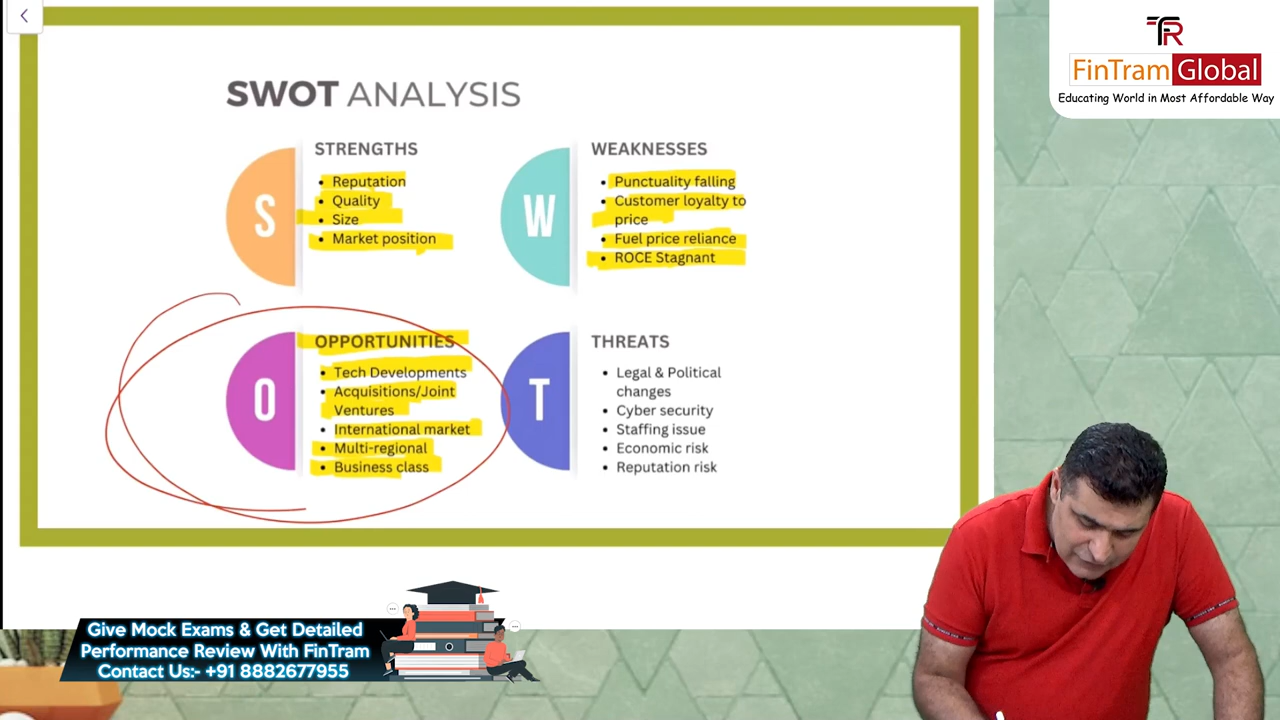 SWOT ANALYSIS
STRENGTHS
• Reputation
• Quality
• Size
• Market position
S
WEAKNESSES
• Punctuality falling
• Customer loyalty to
price
• Fuel price reliance
• ROCE Stagnant
W
OPPORTUNITIES
• Tech Developments
• Acquisitions/Joint
Ventures
• International market
• Multi-regional
• Business class
O
THREATS
• Legal & Political
changes
• Cyber security
• Staffing issue
• Economic risk
• Reputation risk
T
FinTram Global
Educating World in Most Affordable Way
Give Mock Exams & Get Detailed
Performance Review With FinTram
Contact Us:- +91 8882677955